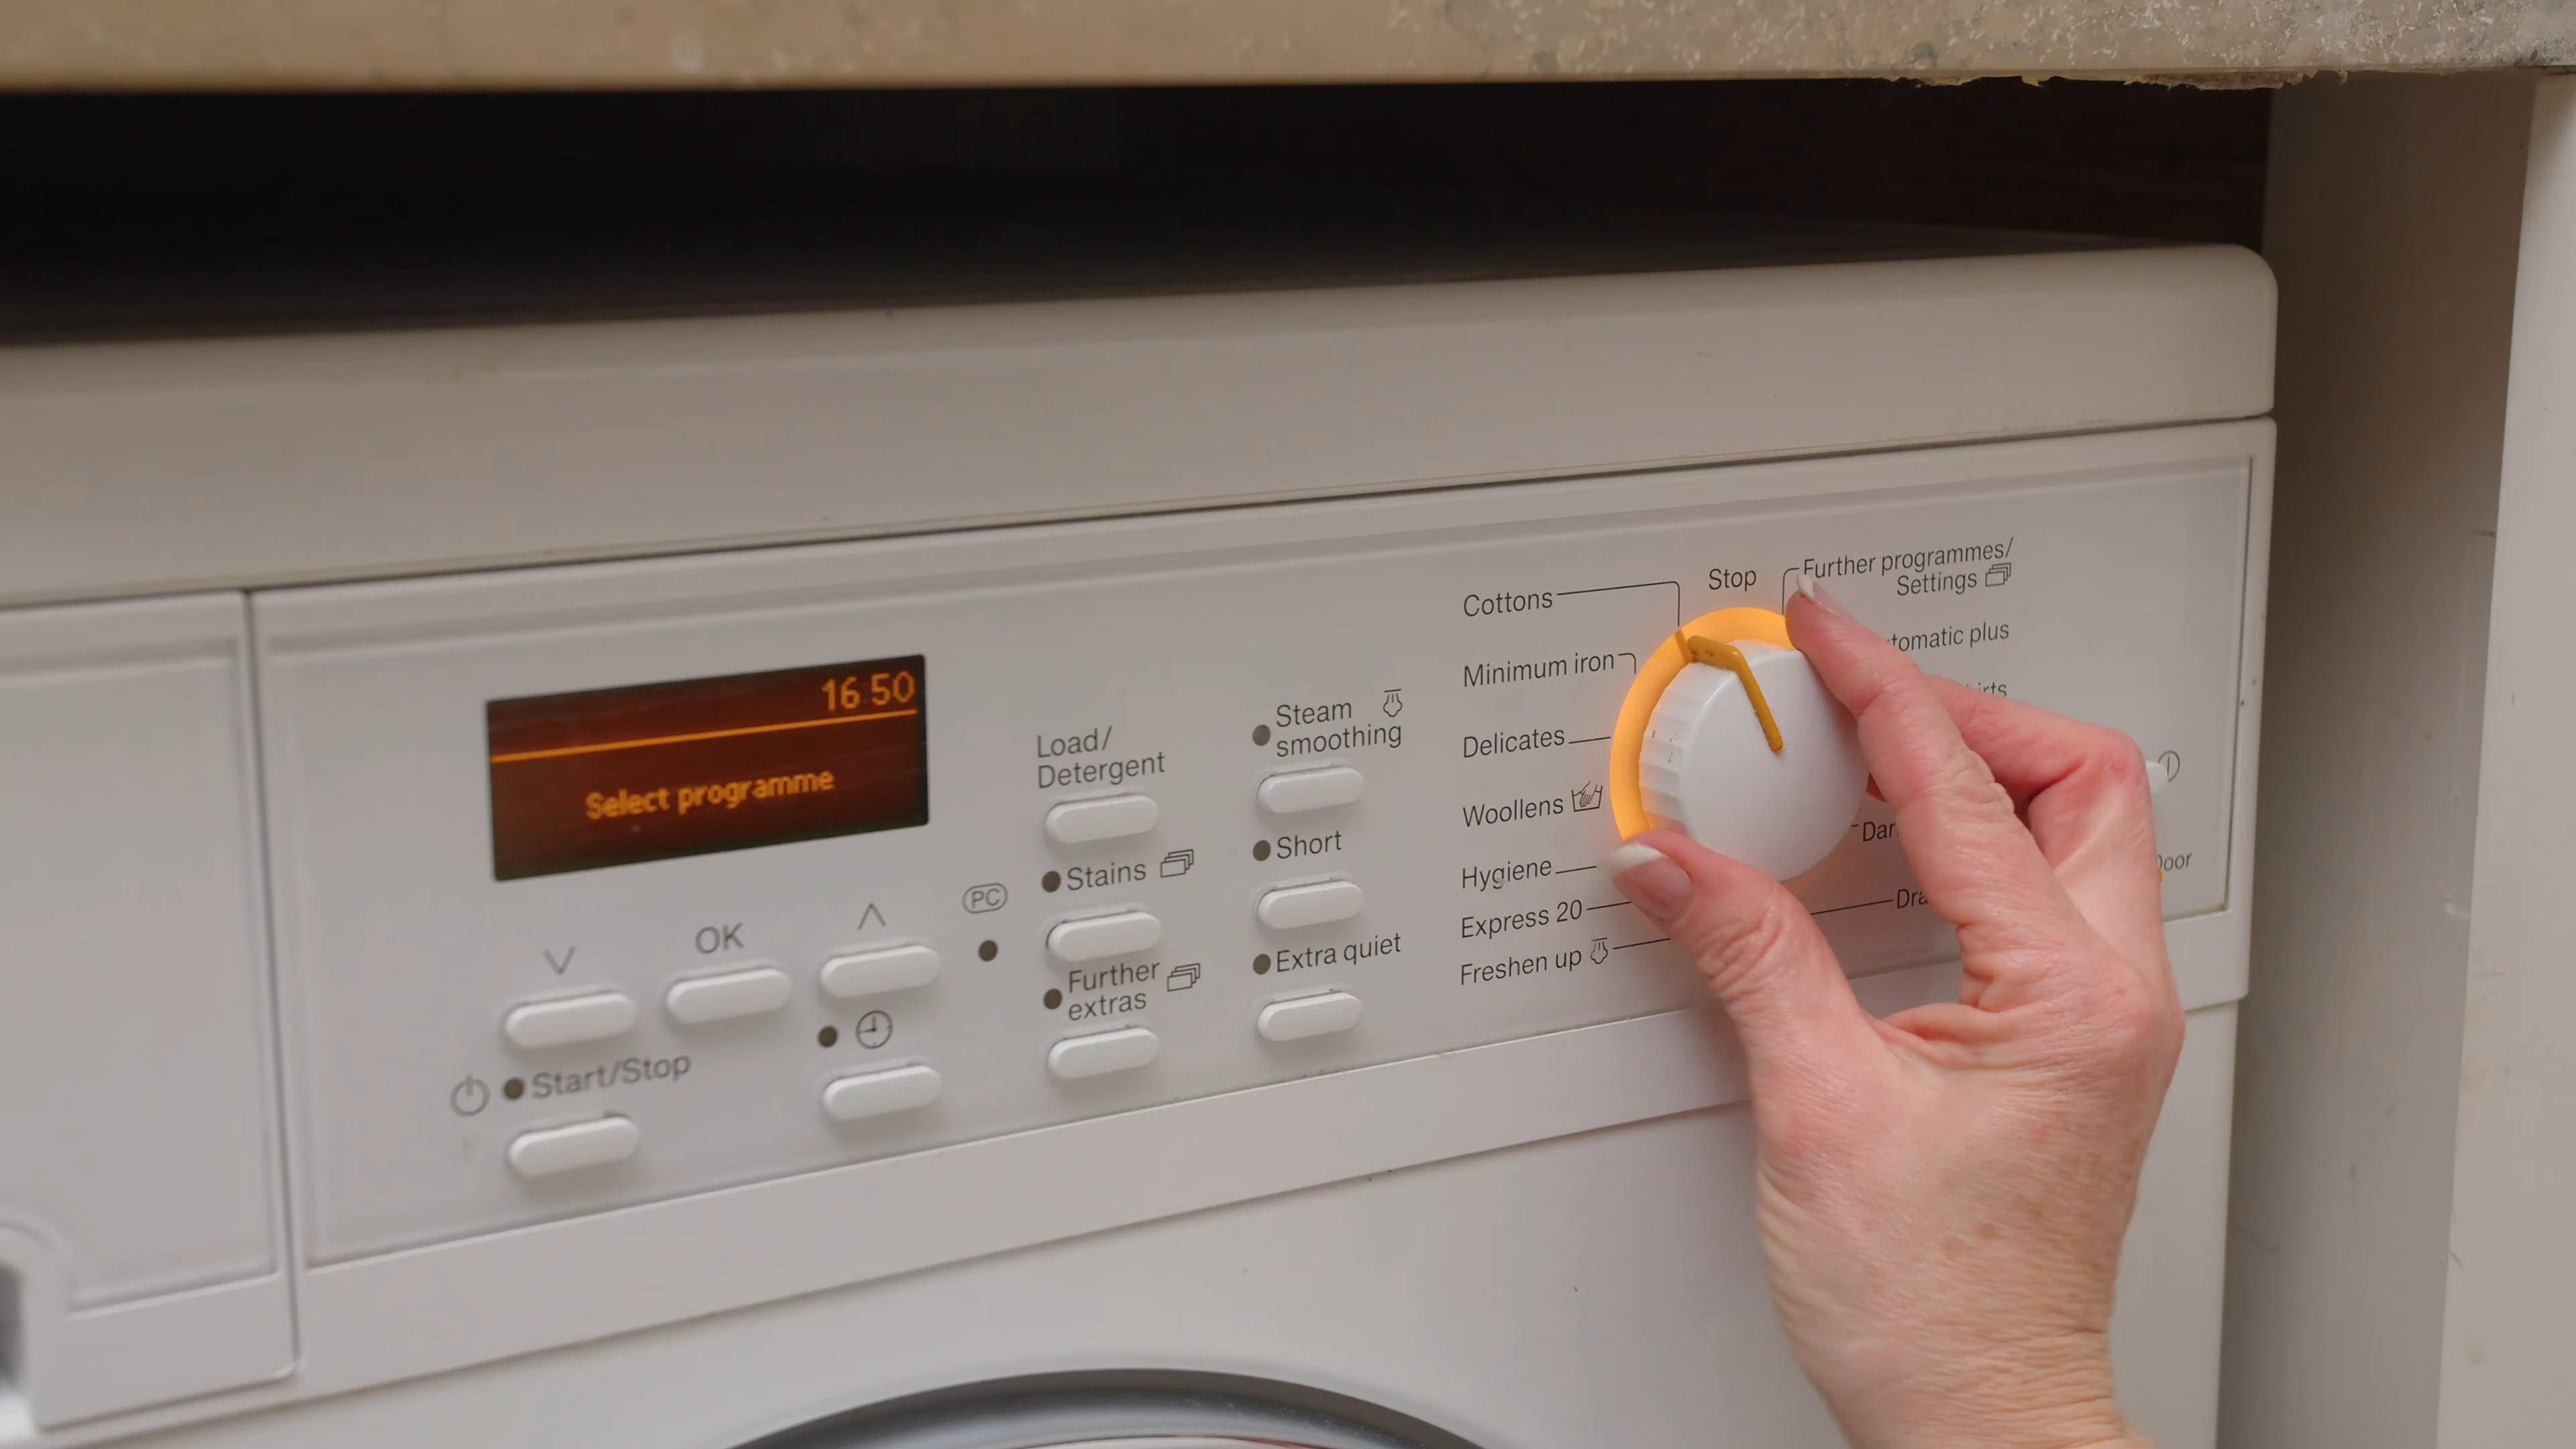 16:50
Select programme
OK
Start/Stop
PC
Load/
Detergent
Stains
Further
extras
Steam
smoothing
Short
Extra quiet
Stop
Cottons
Minimum iron
Delicates
Woollens
Hygiene
Express 20
Freshen up
Further programmes/
Settings
plus